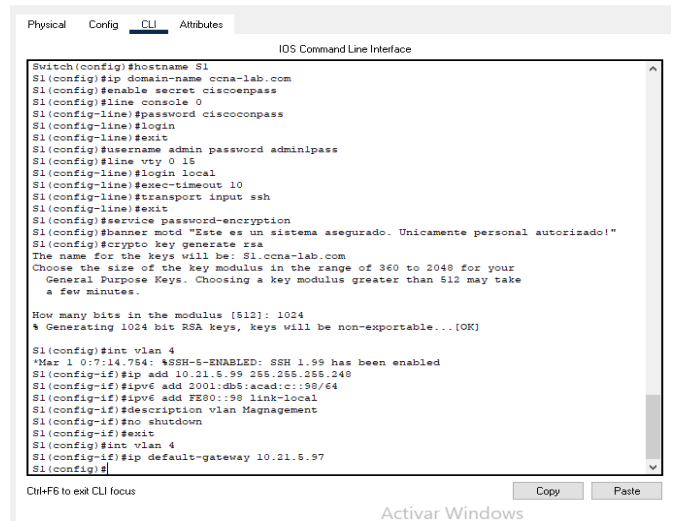 Physical Config CLI Attributes
IOS Command Line Interface
Switch(config)#hostname S1
S1(config)#ip domain-name ccna-lab.com
S1(config)#enable secret ciscoenpass
S1(config)#line console 0
S1(config-line)#password ciscoconpass
S1(config-line)#login
S1(config-line)#exit
S1(config)#username admin password admin1pass
S1(config)#line vty 0 15
S1(config-line)#login local
S1(config-line)#exec-timeout 10
S1(config-line)#transport input ssh
S1(config-line)#exit
S1(config)#service password-encryption
S1(config)#banner motd "Este es un sistema asegurado. Unicamente personal autorizado!"
S1(config)#crypto key generate rsa
The name for the keys will be: S1.ccna-lab.com
Choose the size of the key modulus in the range of 360 to 2048 for your
General Purpose Keys. Choosing a key modulus greater than 512 may take
a few minutes.
How many bits in the modulus [512]: 1024
% Generating 1024 bit RSA keys, keys will be non-exportable...[OK]
S1(config)#int vlan 4
*Mar 1 0:7:14.754: %SSH-5-ENABLED: SSH 1.99 has been enabled
S1(config-if)#ip add 10.21.5.99 255.255.255.248
S1(config-if)#ipv6 add 2001:db5:acad:c::98/64
S1(config-if)#ipv6 add FE80::98 link-local
S1(config-if)#description vlan Magnagement
S1(config-if)#no shutdown
S1(config-if)#exit
S1(config)#int vlan 4
S1(config-if)#ip default-gateway 10.21.5.97
S1(config)#
Ctrl+F6 to exit CLI focus Copy Paste
Activar Windows